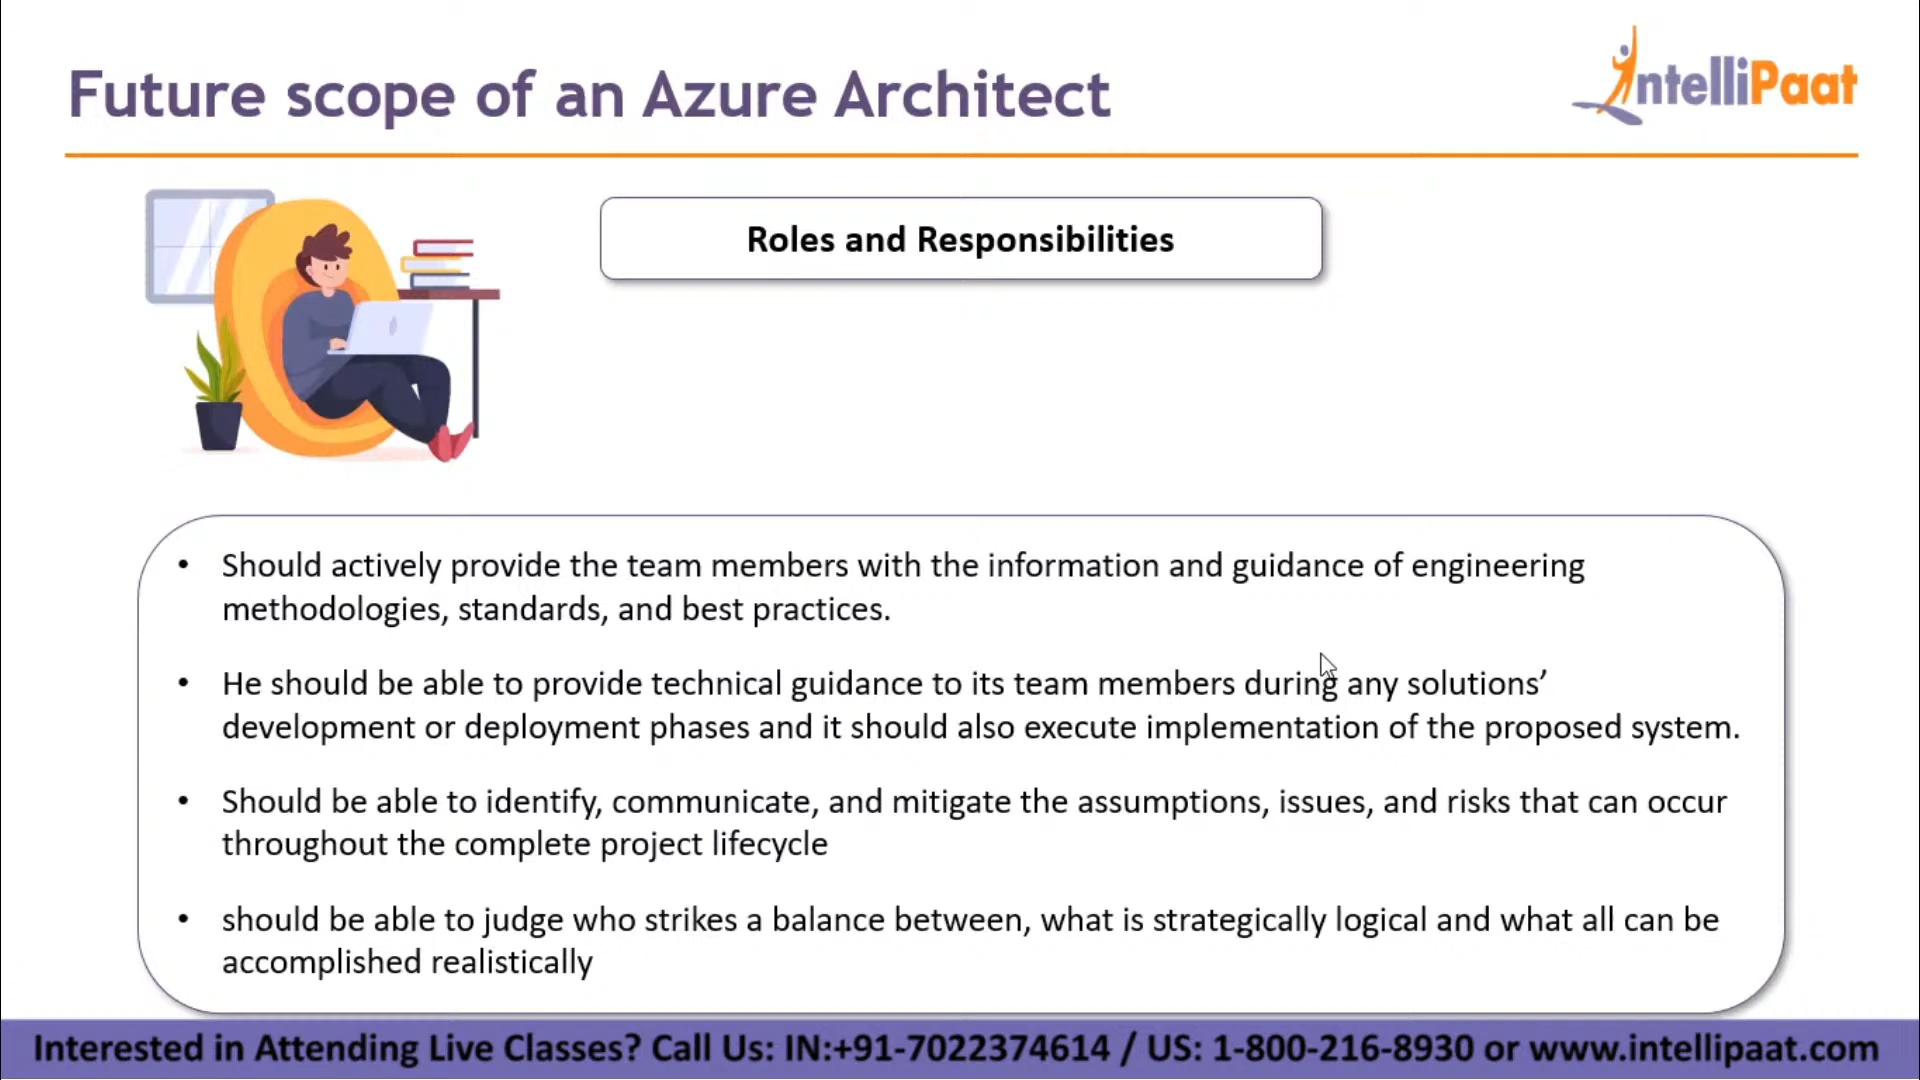 Future scope of an Azure Architect
IntelliPaat
Roles and Responsibilities
• Should actively provide the team members with the information and guidance of engineering
methodologies, standards, and best practices.
• He should be able to provide technical guidance to its team members during any solutions’
development or deployment phases and it should also execute implementation of the proposed system.
• Should be able to identify, communicate, and mitigate the assumptions, issues, and risks that can occur
throughout the complete project lifecycle
• should be able to judge who strikes a balance between, what is strategically logical and what all can be
accomplished realistically
Interested in Attending Live Classes? Call Us: IN:+91-7022374614 / US: 1-800-216-8930 or www.intellipaat.com